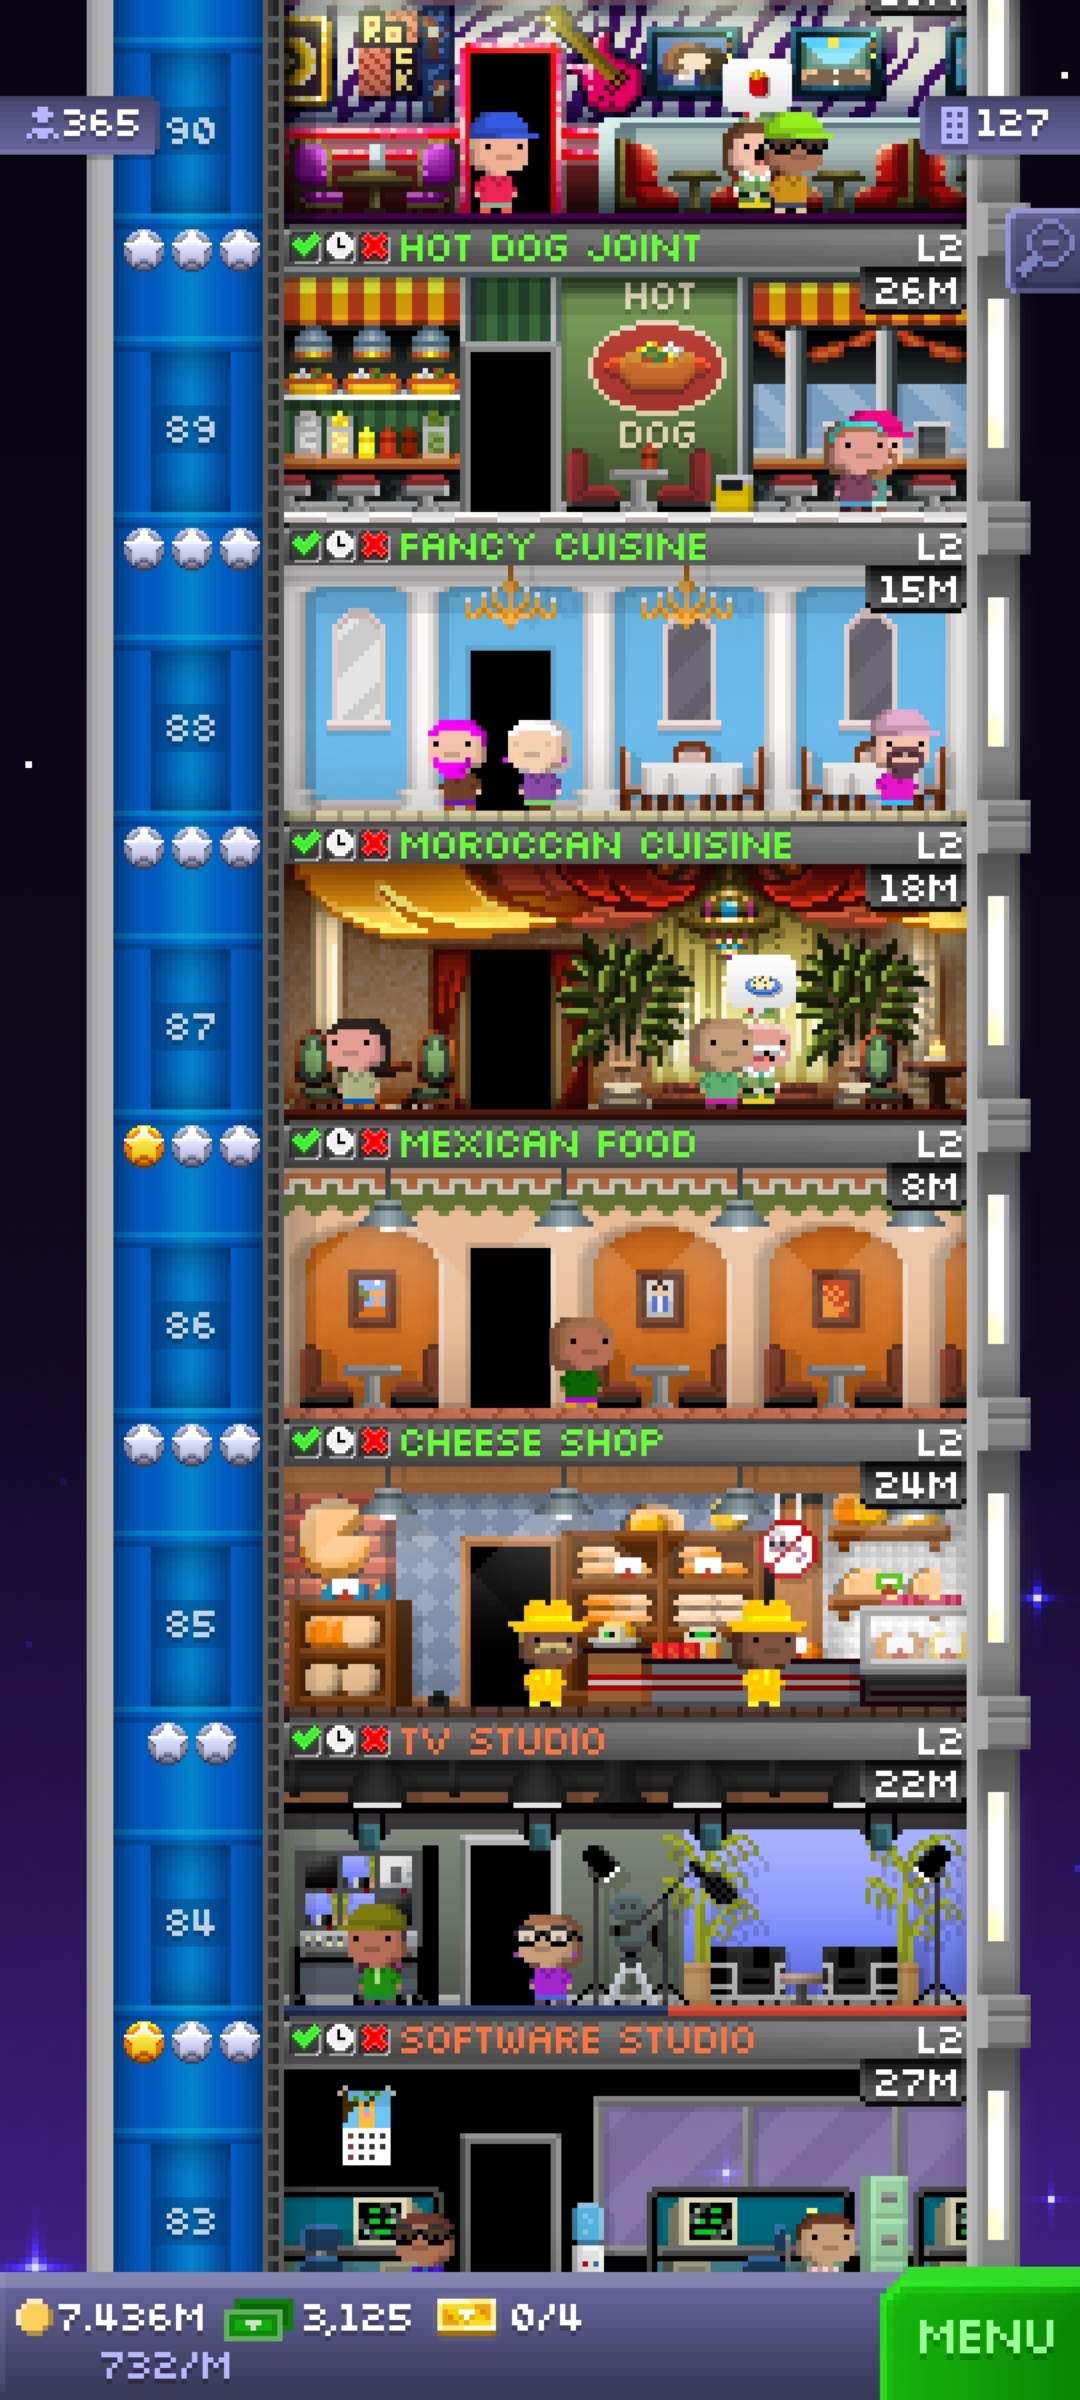 ROCK
365
90
127
HOT DOG JOINT L2
26M
HOT
DOG
89
FANCY CUISINE L2
15M
88
MOROCCAN CUISINE L2
18M
87
MEXICAN FOOD L2
8M
86
CHEESE SHOP L2
24M
85
TV STUDIO L2
22M
84
SOFTWARE STUDIO L2
27M
83
7.436M 3,125 0/4
732/M
MENU